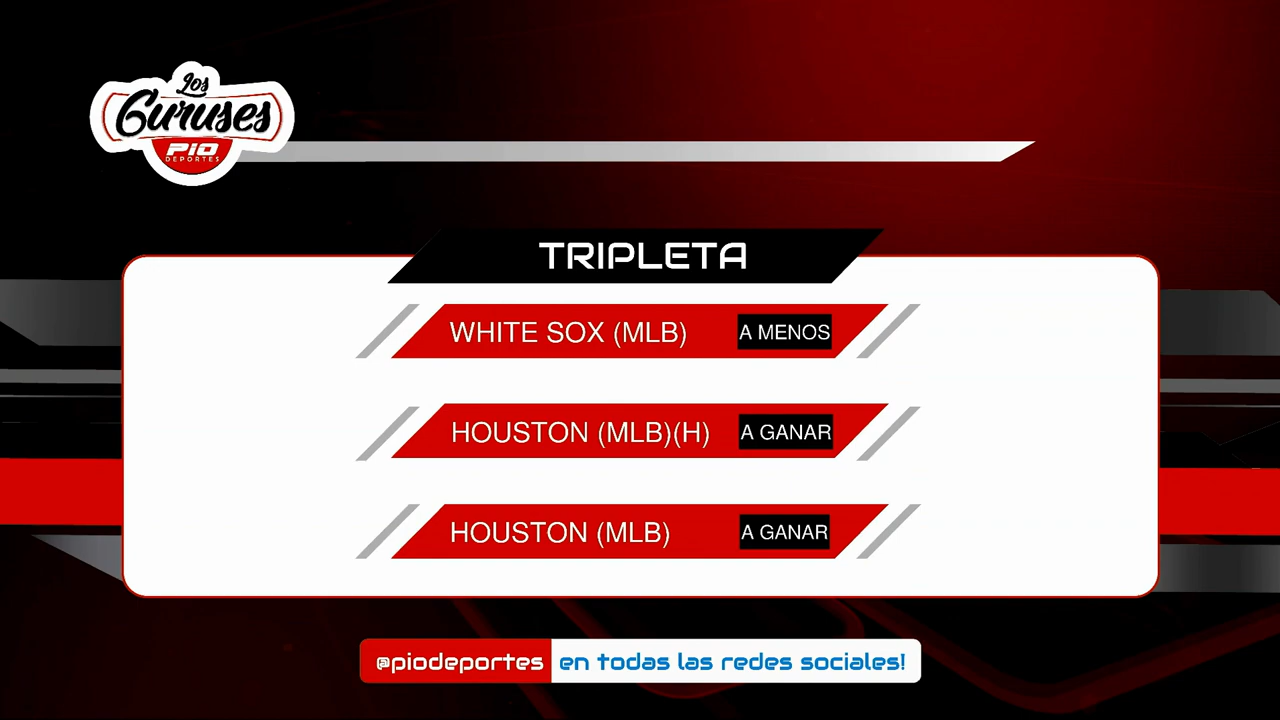 Los
Guruses
PIO
DEPORTES
TRIPLETA
WHITE SOX (MLB) A MENOS
HOUSTON (MLB)(H) A GANAR
HOUSTON (MLB) A GANAR
@piodeportes en todas las redes sociales!